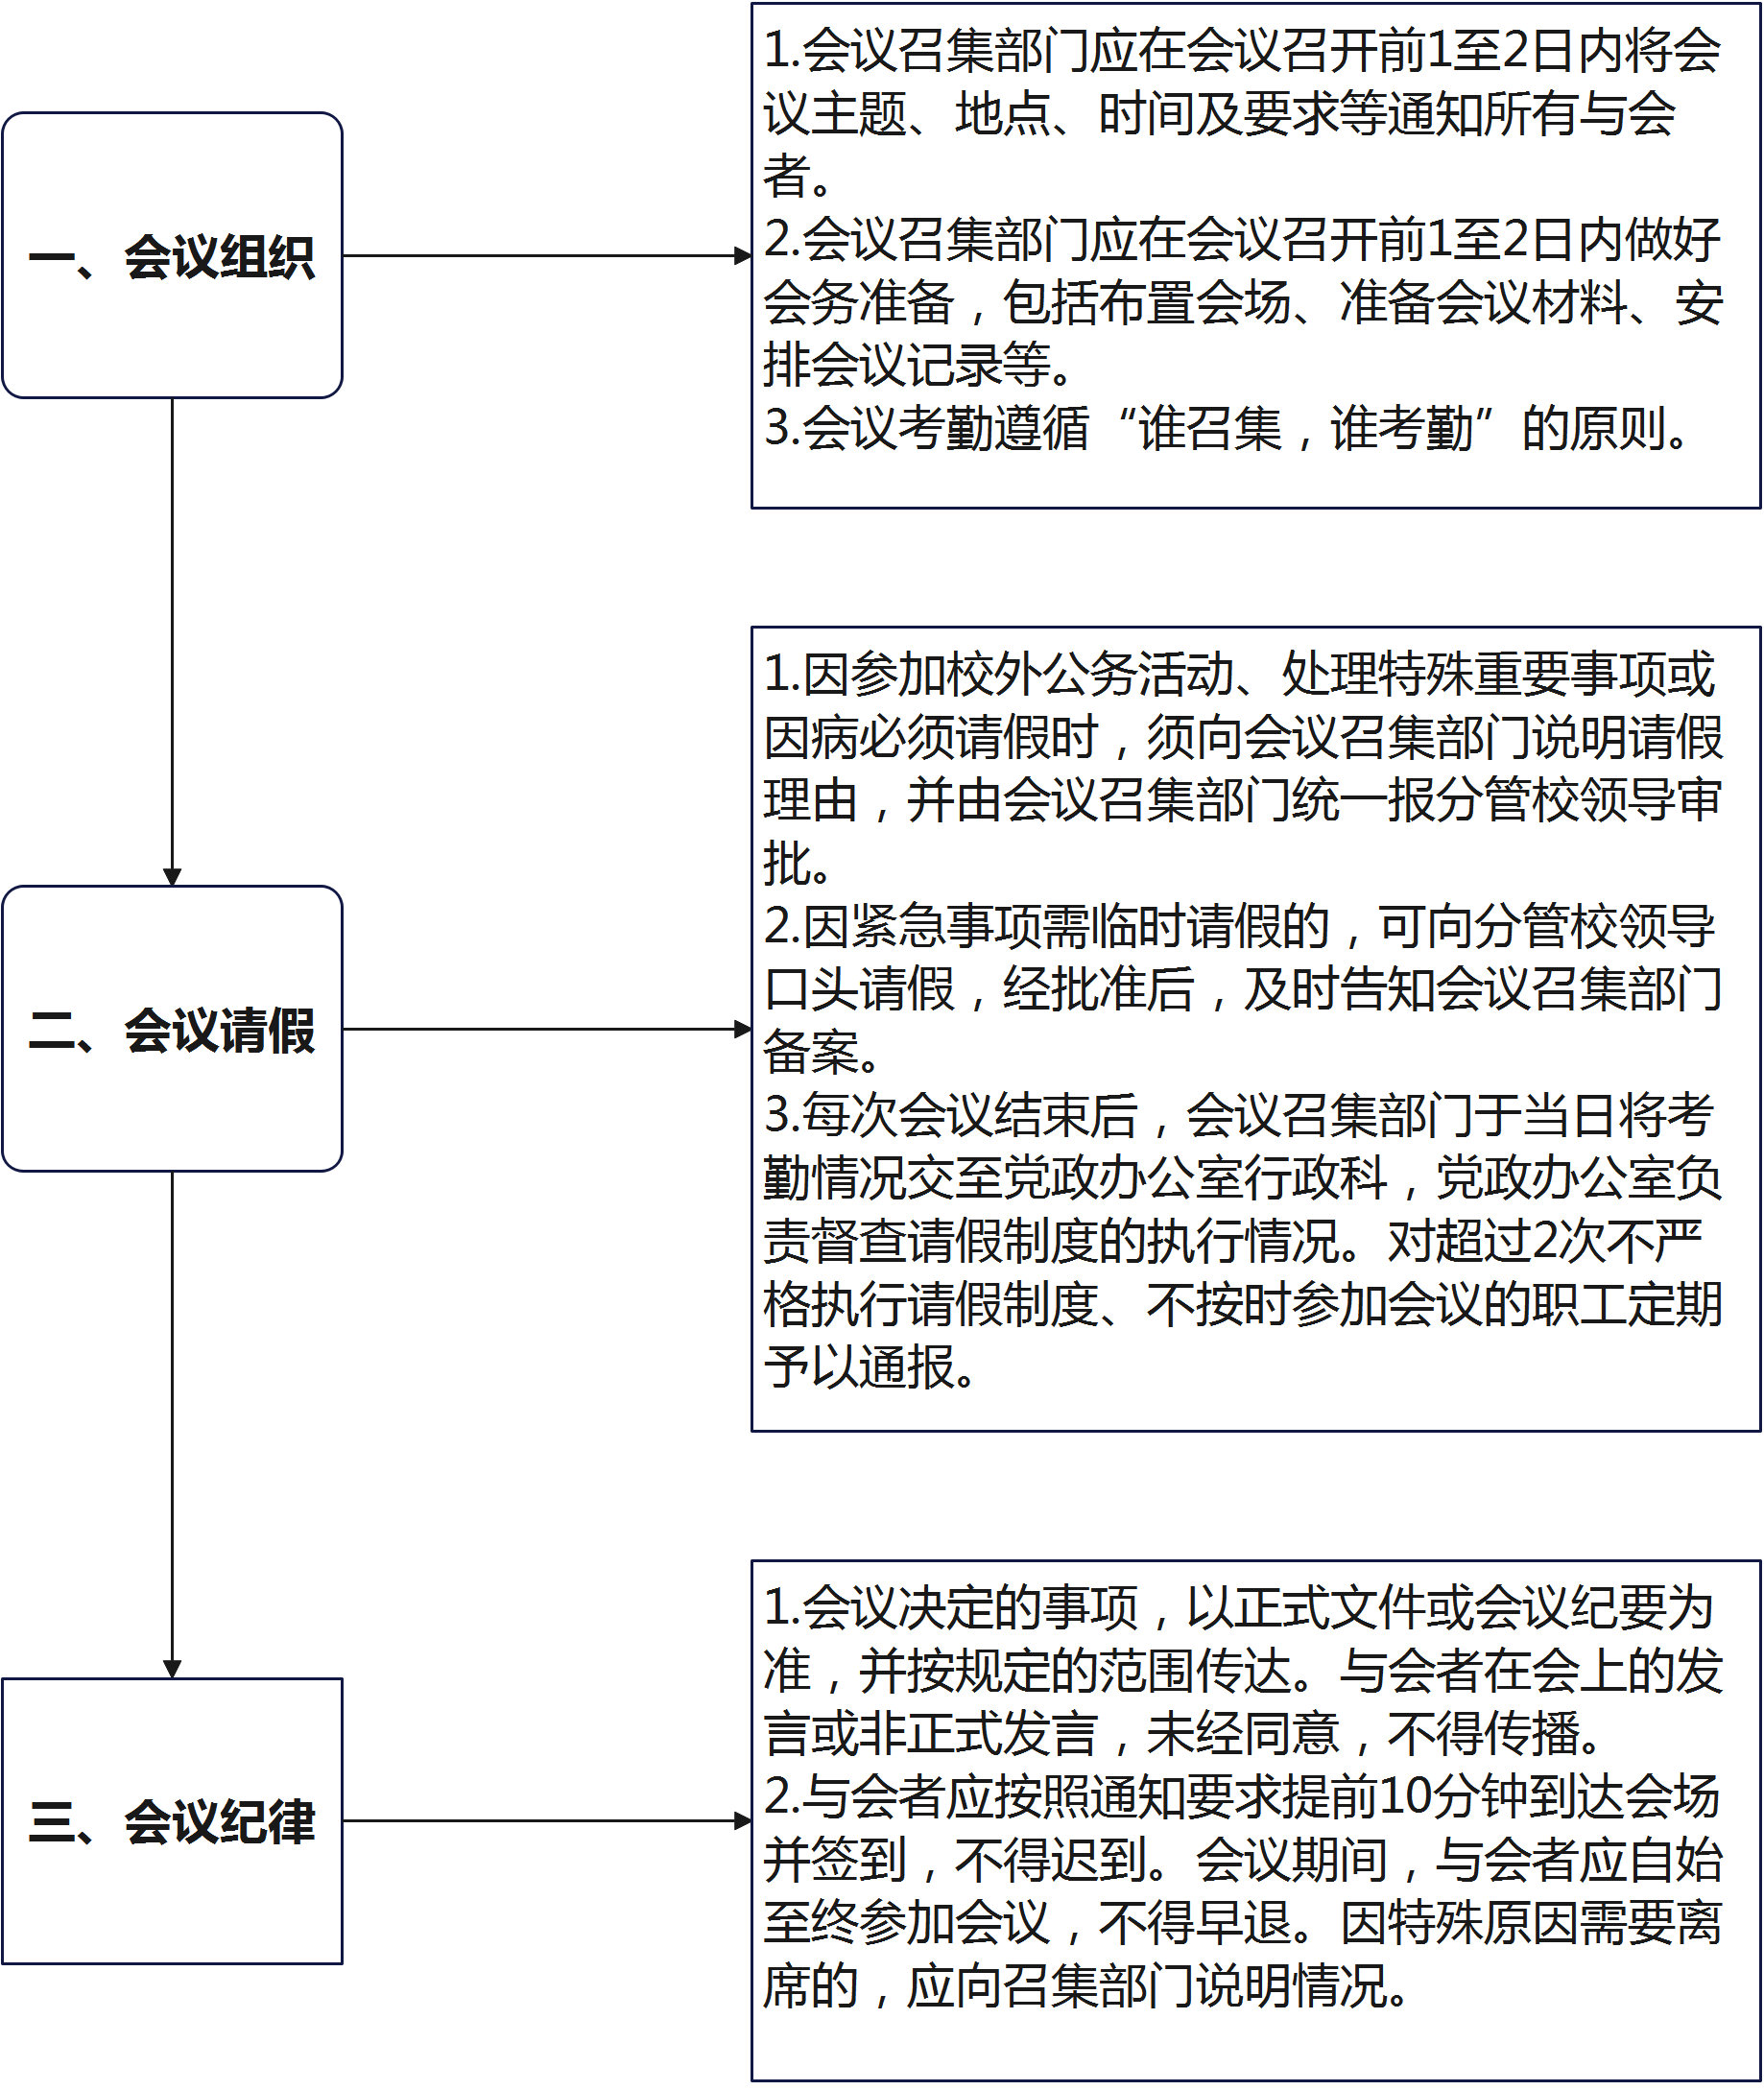 一、会议组织
1.会议召集部门应在会议召开前1至2日内将会
议主题、地点、时间及要求等通知所有与会
者。
2.会议召集部门应在会议召开前1至2日内做好
会务准备，包括布置会场、准备会议材料、安
排会议记录等。
3.会议考勤遵循“谁召集，谁考勤”的原则。
二、会议请假
1.因参加校外公务活动、处理特殊重要事项或
因病必须请假时，须向会议召集部门说明请假
理由，并由会议召集部门统一报分管校领导审
批。
2.因紧急事项需临时请假的，可向分管校领导
口头请假，经批准后，及时告知会议召集部门
备案。
3.每次会议结束后，会议召集部门于当日将考
勤情况交至党政办公室行政科，党政办公室负
责督查请假制度的执行情况。对超过2次不严
格执行请假制度、不按时参加会议的职工定期
予以通报。
三、会议纪律
1.会议决定的事项，以正式文件或会议纪要为
准，并按规定的范围传达。与会者在会上的发
言或非正式发言，未经同意，不得传播。
2.与会者应按照通知要求提前10分钟到达会场
并签到，不得迟到。会议期间，与会者应自始
至终参加会议，不得早退。因特殊原因需要离
席的，应向召集部门说明情况。